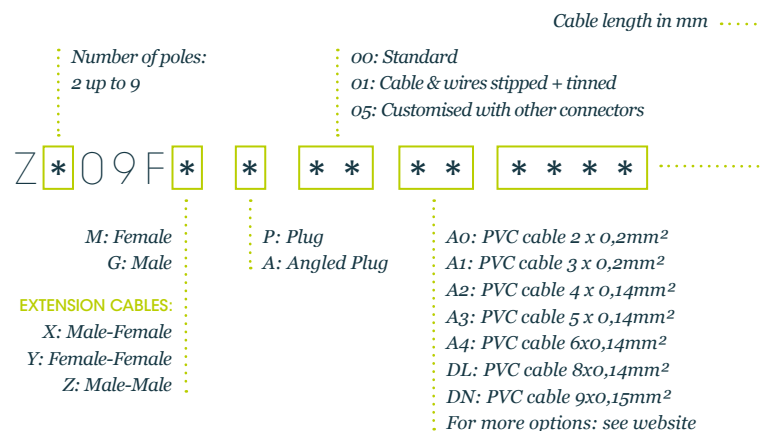 Cable length in mm
Number of poles:
2 up to 9
00: Standard
01: Cable & wires stipped + tinned
05: Customised with other connectors
Z * 09F * * * * * * * * * *
M: Female
G: Male
EXTENSION CABLES:
X: Male-Female
Y: Female-Female
Z: Male-Male
P: Plug
A: Angled Plug
A0: PVC cable 2 x 0,2mm²
A1: PVC cable 3 x 0,2mm²
A2: PVC cable 4 x 0,14mm²
A3: PVC cable 5 x 0,14mm²
A4: PVC cable 6x0,14mm²
DL: PVC cable 8x0,14mm²
DN: PVC cable 9x0,15mm²
For more options: see website